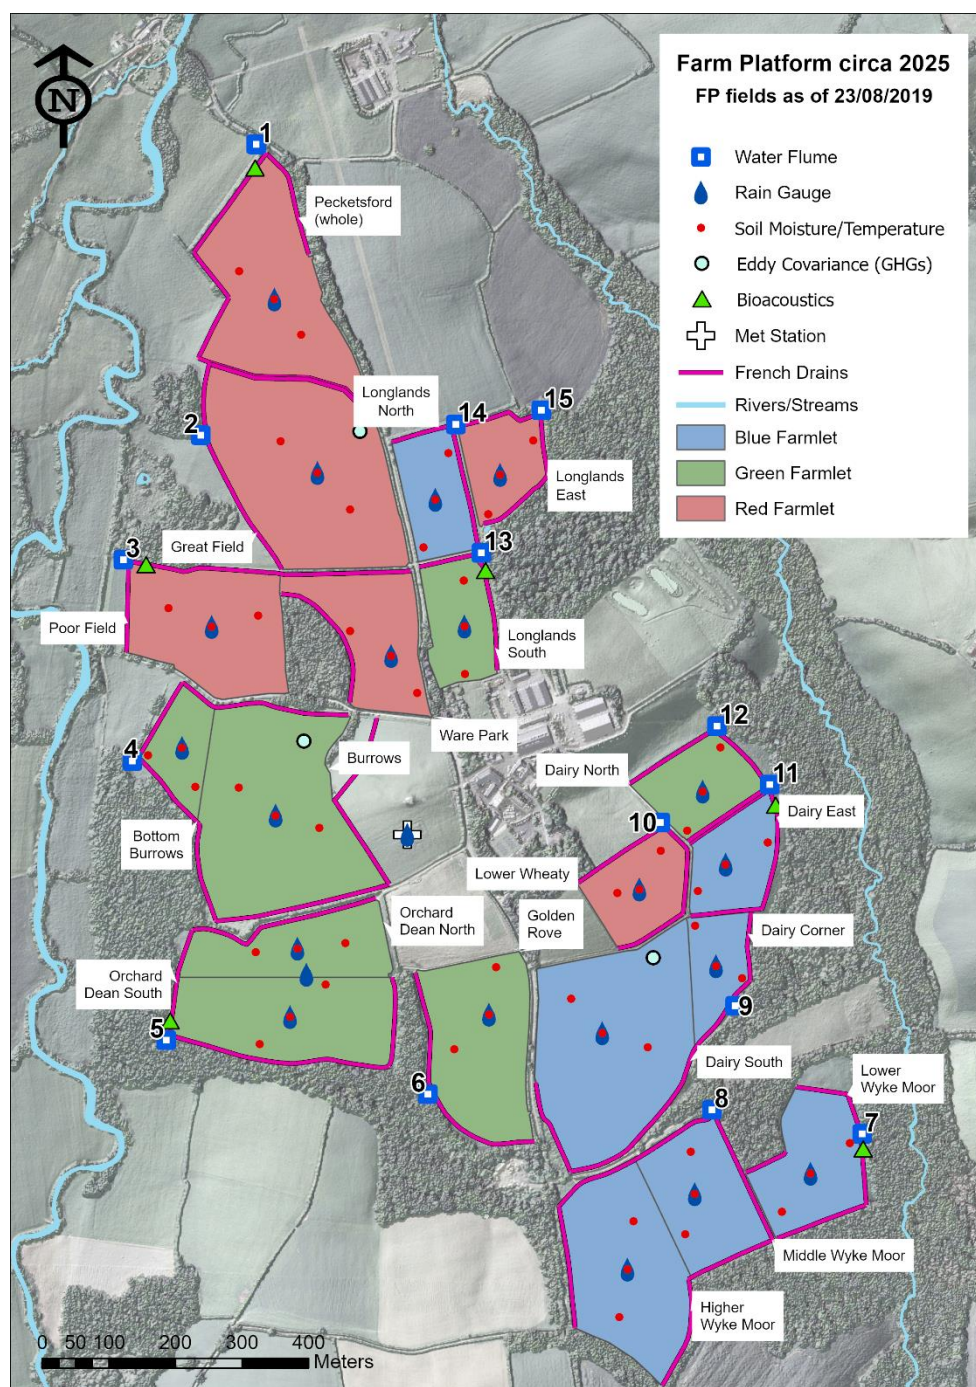 Farm Platform circa 2025
FP fields as of 23/08/2019
Water Flume
Rain Gauge
Soil Moisture/Temperature
Eddy Covariance (GHGs)
Bioacoustics
Met Station
French Drains
Rivers/Streams
Blue Farmlet
Green Farmlet
Red Farmlet
N
1
Pecketsford
(whole)
Longlands
North
14
15
2
Longlands
East
Great Field
13
3
Poor Field
Longlands
South
Ware Park
12
4
Burrows
Dairy North
11
Dairy East
Bottom
Burrows
10
Lower Wheaty
Orchard
Dean North
Golden
Rove
Dairy Corner
Orchard
Dean South
9
5
Dairy South
6
Lower
Wyke Moor
8
7
Middle Wyke Moor
Higher
Wyke Moor
0 50 100 200 300 400
Meters